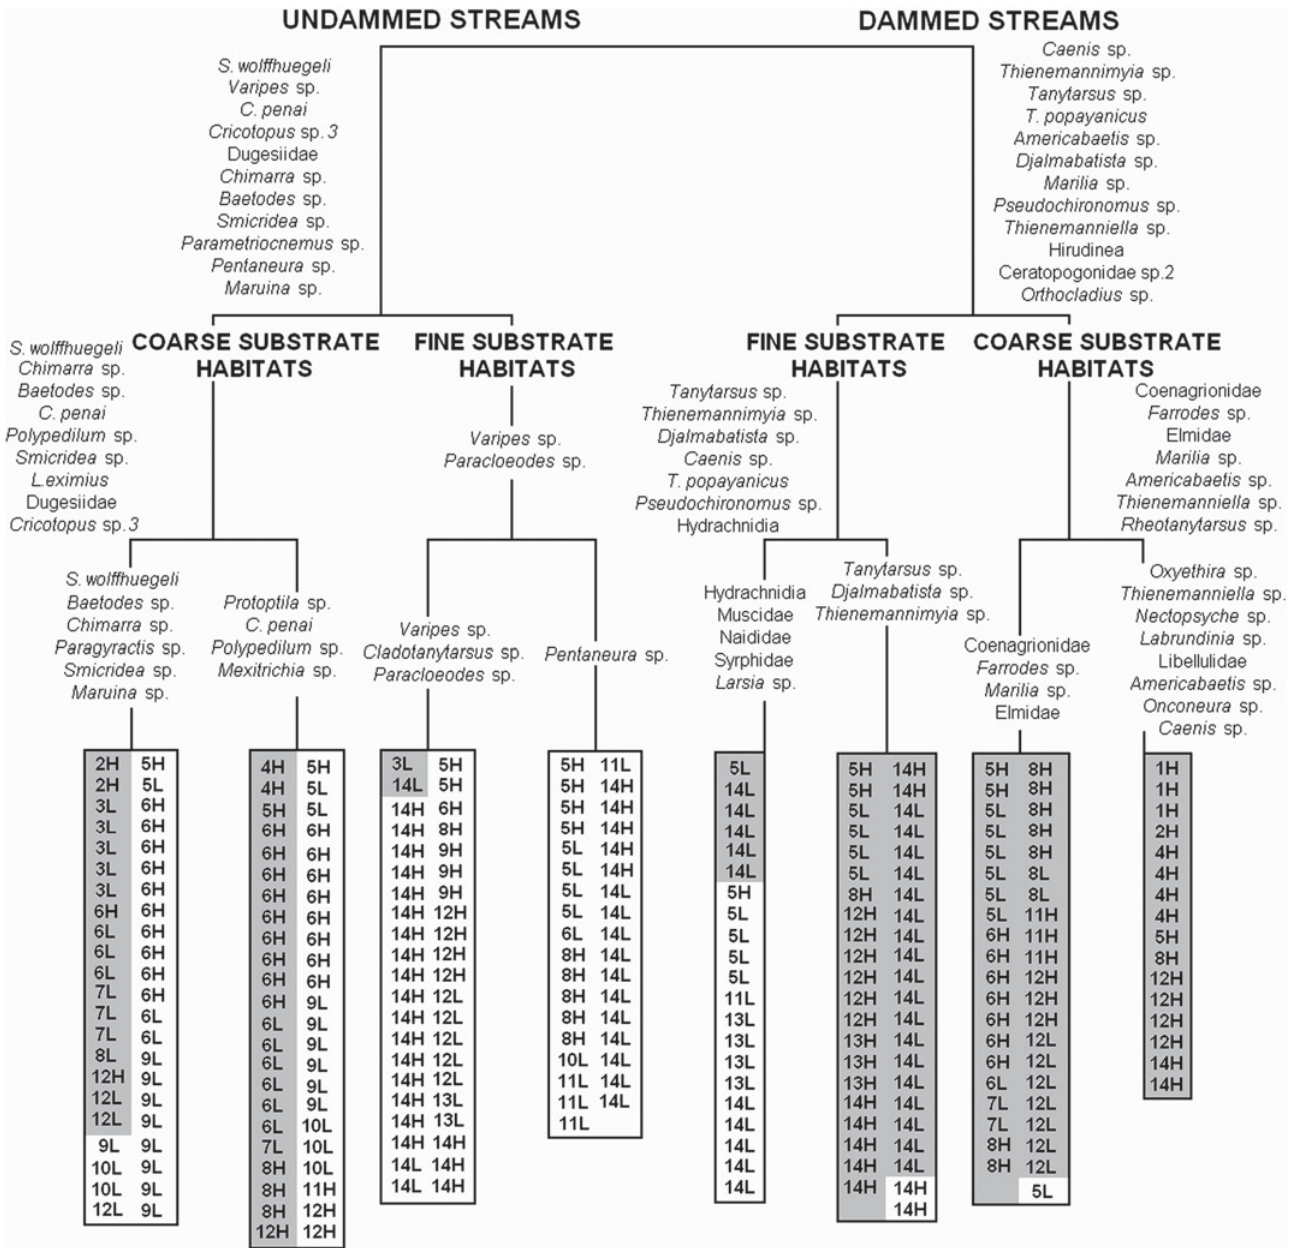 UNDAMMED STREAMS
DAMMED STREAMS
S. wolffhuegeli
Varipes sp.
C. penai
Cricotopus sp. 3
Dugesiidae
Chimarra sp.
Baetodes sp.
Smicridea sp.
Parametriocnemus sp.
Pentaneura sp.
Maruina sp.
Caenis sp.
Thienemannimyia sp.
Tanytarsus sp.
T. popayanicus
Americabaetis sp.
Djalmabatista sp.
Marilia sp.
Pseudochironomus sp.
Thienemanniella sp.
Hirudinea
Ceratopogonidae sp.2
Orthocladius sp.
COARSE SUBSTRATE
HABITATS
FINE SUBSTRATE
HABITATS
FINE SUBSTRATE
HABITATS
COARSE SUBSTRATE
HABITATS
S. wolffhuegeli
Chimarra sp.
Baetodes sp.
C. penai
Polypedilum sp.
Smicridea sp.
L.eximius
Dugesiidae
Cricotopus sp.3
Varipes sp.
Paracloeodes sp.
Tanytarsus sp.
Thienemannimyia sp.
Djalmabatista sp.
Caenis sp.
T. popayanicus
Pseudochironomus sp.
Hydrachnidia
Coenagrionidae
Farrodes sp.
Elmidae
Marilia sp.
Americabaetis sp.
Thienemanniella sp.
Rheotanytarsus sp.
S. wolffhuegeli
Baetodes sp.
Chimarra sp.
Paragyractis sp.
Smicridea sp.
Maruina sp.
Protoptila sp.
C. penai
Polypedilum sp.
Mexitrichia sp.
Varipes sp.
Cladotanytarsus sp.
Paracloeodes sp.
Pentaneura sp.
Hydrachnidia
Muscidae
Naididae
Syrphidae
Larsia sp.
Tanytarsus sp.
Djalmabatista sp.
Thienemannimyia sp.
Coenagrionidae
Farrodes sp.
Marilia sp.
Elmidae
Oxyethira sp.
Thienemanniella sp.
Nectopsyche sp.
Labrundinia sp.
Libellulidae
Americabaetis sp.
Onconeura sp.
Caenis sp.
2H 5H
2H 5L
3L 6H
3L 6H
3L 6H
3L 6H
3L 6H
6H 6H
6L 6H
6L 6H
6L 6H
7L 6H
7L 6L
7L 6L
8L 9L
12H 9L
12L 9L
12L 9L
9L 9L
10L 9L
10L 9L
12L 9L
4H 5H
4H 5L
5H 5L
6H 6H
6H 6H
6H 6H
6H 6H
6H 6H
6H 6H
6H 6H
6H 6H
6H 9L
6L 9L
6L 9L
6L 9L
6L 9L
6L 9L
6L 10L
7L 10L
8H 10L
8H 11H
8H 12H
12H 12H
3L 5H
14L 5H
14H 6H
14H 8H
14H 9H
14H 9H
14H 9H
14H 12H
14H 12H
14H 12H
14H 12H
14H 12L
14H 12L
14H 12L
14H 12L
14H 12L
14H 13L
14H 13L
14H 14H
14L 14H
14L 14H
5H 11L
5H 14H
5H 14H
5H 14H
5L 14H
5L 14H
5L 14L
5L 14L
6L 14L
8H 14L
8H 14L
8H 14L
8H 14L
8H 14L
10L 14L
11L 14L
11L 14L
11L
5L
14L
14L
14L
14L
14L
5H
5L
5L
5L
5L
11L
13L
13L
13L
13L
14L
14L
14L
14L
14L
5H 14H
5H 14H
5L 14L
5L 14L
5L 14L
5L 14L
8H 14L
12H 14L
12H 14L
12H 14L
12H 14L
12H 14L
12H 14L
13H 14L
13H 14L
13H 14L
14H 14L
14H 14L
14H 14L
14H 14L
14H 14H
14H
5H 8H
5H 8H
5L 8H
5L 8H
5L 8H
5L 8L
5L 8L
5L 11H
6H 11H
6H 11H
6H 12H
6H 12H
6H 12H
6H 12L
6H 12L
6L 12L
7L 12L
7L 12L
8H 12L
8H 12L
5L
1H
1H
1H
2H
4H
4H
4H
4H
5H
8H
12H
12H
12H
12H
14H
14H